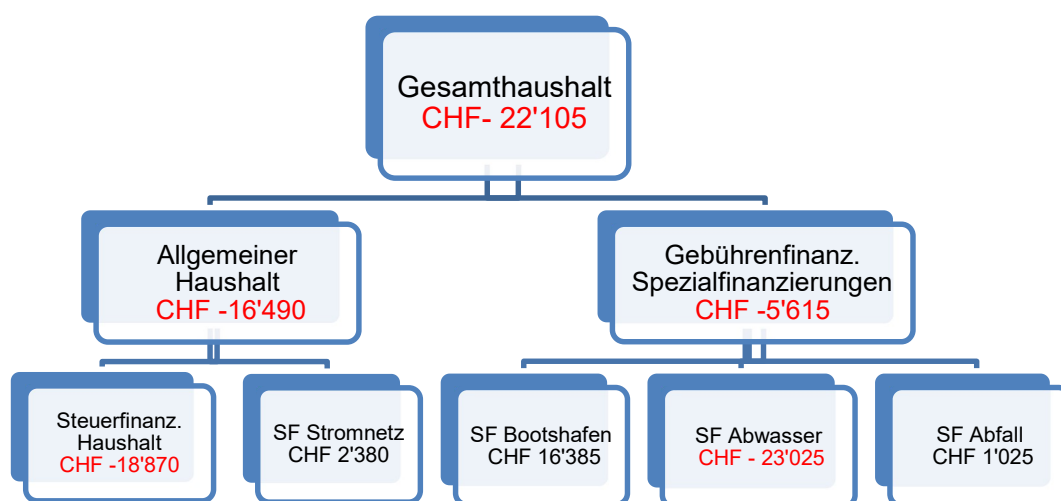 Gesamthaushalt
CHF- 22'105
Allgemeiner
Haushalt
CHF -16'490
Gebührenfinanz.
Spezialfinanzierungen
CHF -5'615
Steuerfinanz.
Haushalt
CHF -18'870
SF Stromnetz
CHF 2'380
SF Bootshafen
CHF 16'385
SF Abwasser
CHF - 23'025
SF Abfall
CHF 1'025